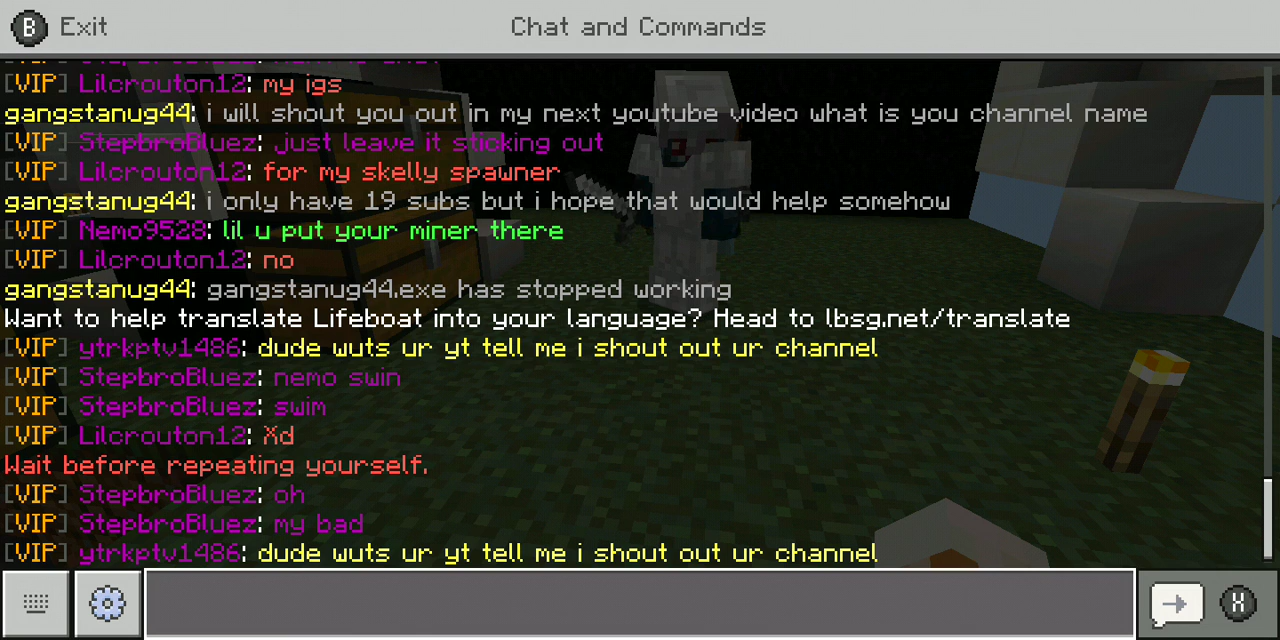 B Exit
Chat and Commands
[VIP] Lilcrouton12: my igs
gangstanug44: i will shout you out in my next youtube video what is you channel name
[VIP] StepbroBluez: just leave it sticking out
[VIP] Lilcrouton12: for my skelly spawner
gangstanug44: i only have 19 subs but i hope that would help somehow
[VIP] Nemo9528: lil u put your miner there
[VIP] Lilcrouton12: no
gangstanug44: gangstanug44.exe has stopped working
Want to help translate Lifeboat into your language? Head to lbsg.net/translate
[VIP] ytrkptv1486: dude wuts ur yt tell me i shout out ur channel
[VIP] StepbroBluez: nemo swin
[VIP] StepbroBluez: swim
[VIP] Lilcrouton12: Xd
Wait before repeating yourself.
[VIP] StepbroBluez: oh
[VIP] StepbroBluez: my bad
[VIP] ytrkptv1486: dude wuts ur yt tell me i shout out ur channel
X